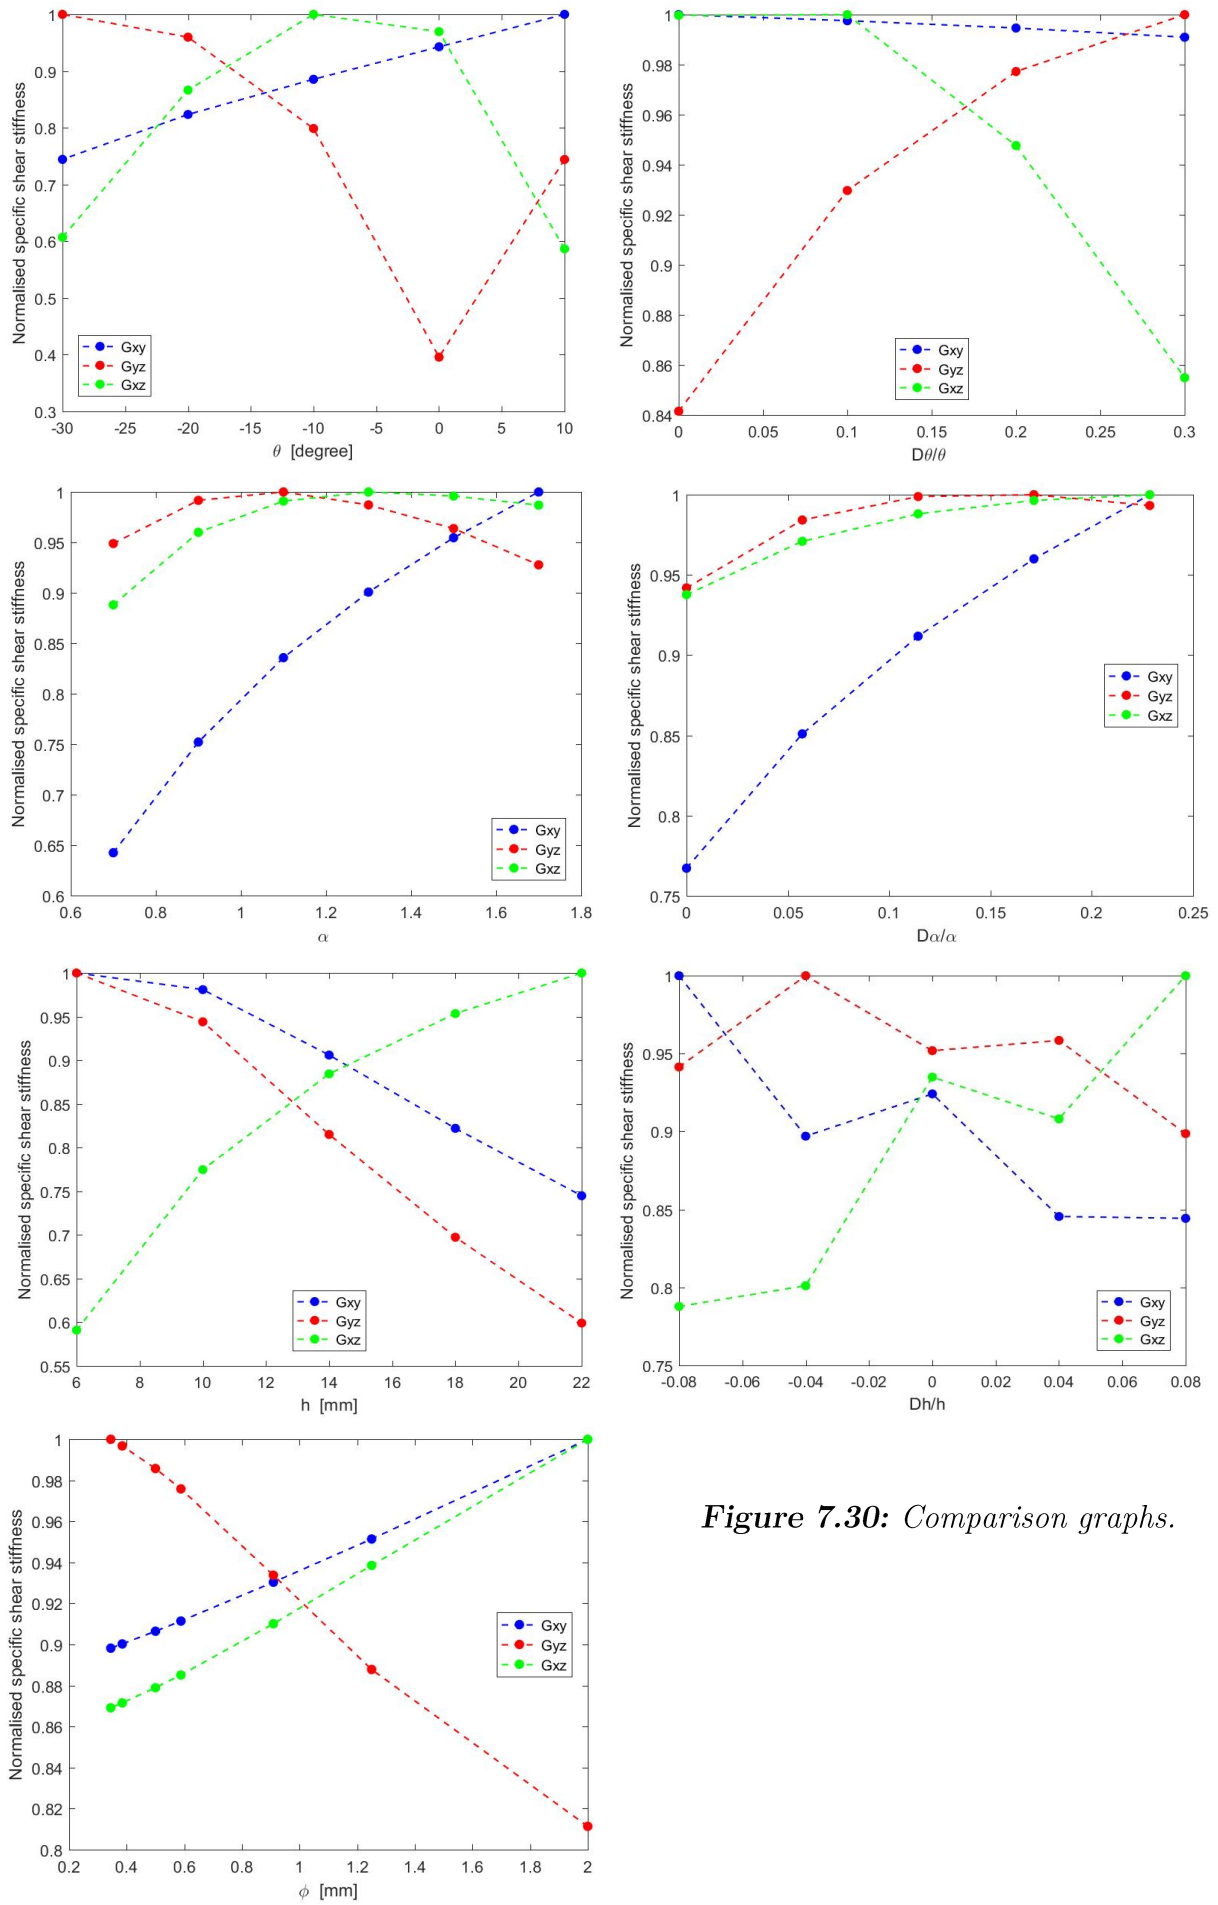 Normalised specific shear stiffness
1
0.9
0.8
0.7
0.6
0.5
0.4
0.3
Gxy
Gyz
Gxz
-30 -25 -20 -15 -10 -5 0 5 10
θ [degree]
Normalised specific shear stiffness
1
0.98
0.96
0.94
0.92
0.9
0.88
0.86
0.84
Gxy
Gyz
Gxz
0 0.05 0.1 0.15 0.2 0.25 0.3
Dθ/θ
Normalised specific shear stiffness
1
0.95
0.9
0.85
0.8
0.75
0.7
0.65
0.6
Gxy
Gyz
Gxz
0.6 0.8 1 1.2 1.4 1.6 1.8
α
Normalised specific shear stiffness
1
0.95
0.9
0.85
0.8
0.75
Gxy
Gyz
Gxz
0 0.05 0.1 0.15 0.2 0.25
Dα/α
Normalised specific shear stiffness
1
0.95
0.9
0.85
0.8
0.75
0.7
0.65
0.6
0.55
Gxy
Gyz
Gxz
6 8 10 12 14 16 18 20 22
h [mm]
Normalised specific shear stiffness
1
0.95
0.9
0.85
0.8
0.75
Gxy
Gyz
Gxz
-0.08 -0.06 -0.04 -0.02 0 0.02 0.04 0.06 0.08
Dh/h
Normalised specific shear stiffness
1
0.98
0.96
0.94
0.92
0.9
0.88
0.86
0.84
0.82
0.8
Gxy
Gyz
Gxz
0.2 0.4 0.6 0.8 1 1.2 1.4 1.6 1.8 2
ϕ [mm]
Figure 7.30: Comparison graphs.